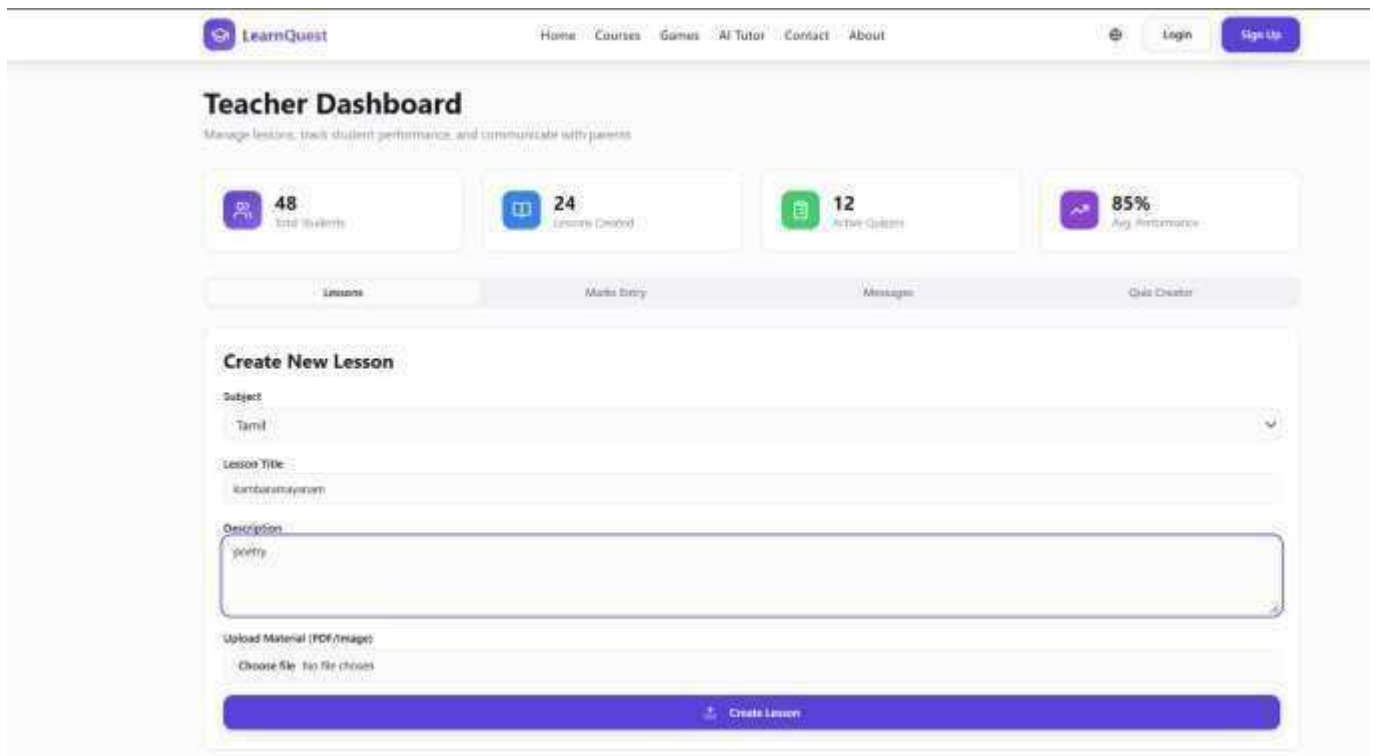 LearnQuest
Home Courses Games AI Tutor Contact About
Login
Sign Up
Teacher Dashboard
Manage lessons, track student performance, and communicate with parents
48
Total Students
24
Lessons Created
12
Active Quizzes
85%
Avg. Performance
Lessons
Marks Entry
Messages
Quiz Creator
Create New Lesson
Subject
Tamil
Lesson Title
kambaramayanam
Description
poetry
Upload Material (PDF/Image)
Choose file No file chosen
Create Lesson